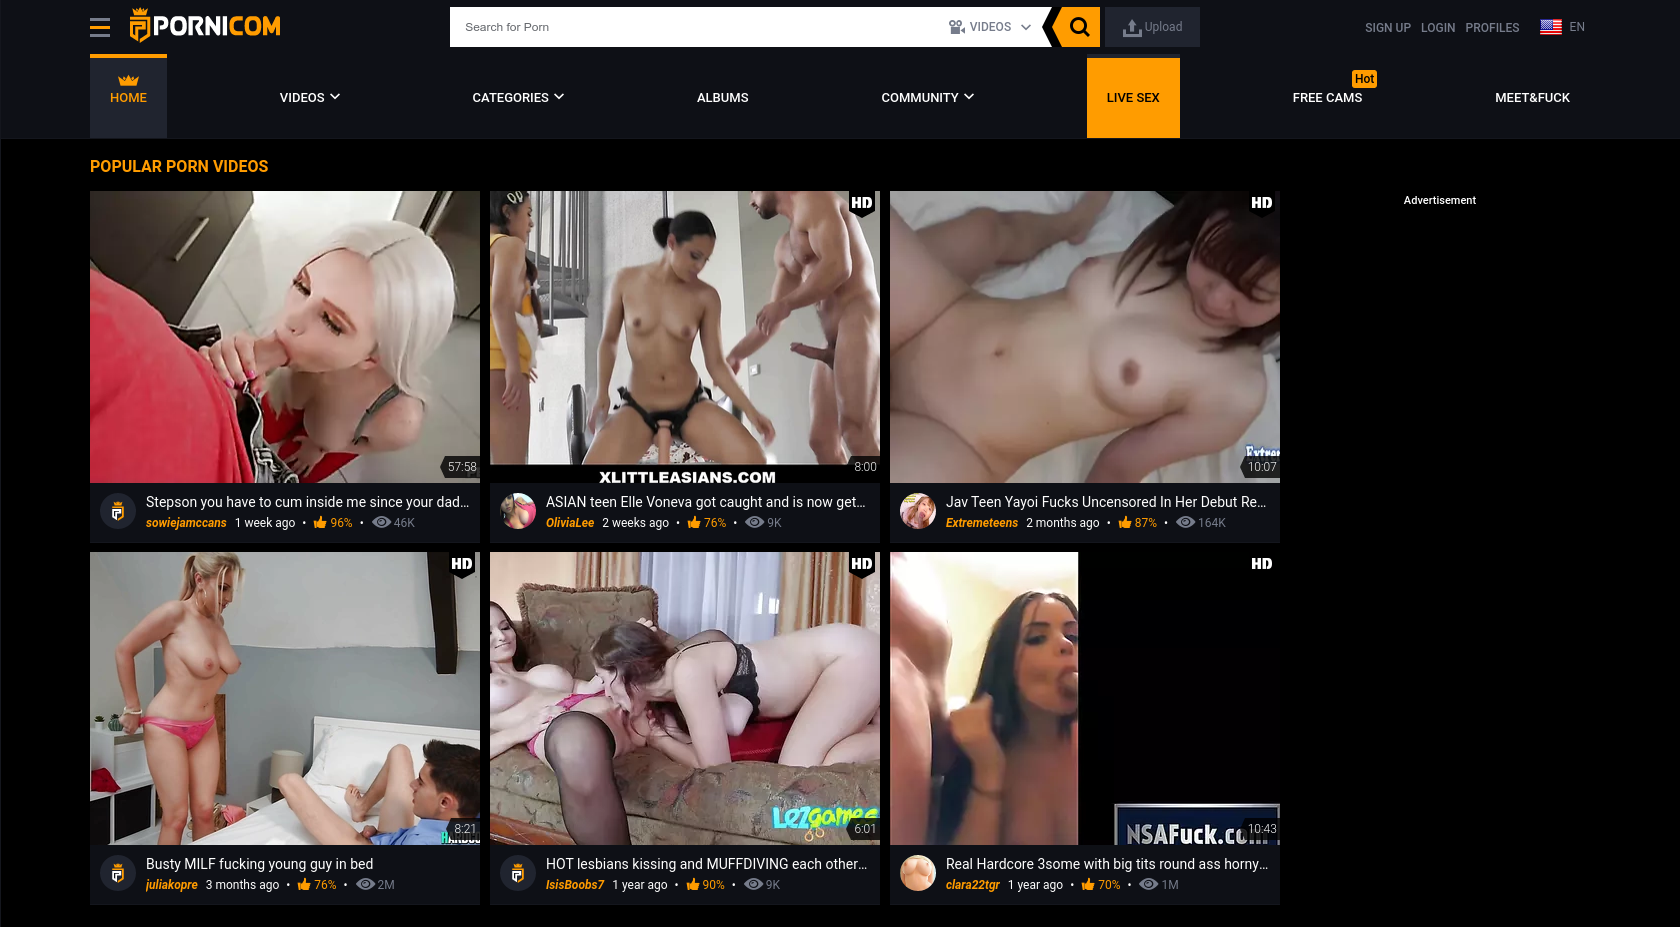 PORNICOM
Search for Porn
VIDEOS
Upload
SIGN UP LOGIN PROFILES EN
HOME
VIDEOS
CATEGORIES
ALBUMS
COMMUNITY
LIVE SEX
FREE CAMS
Hot
MEET&FUCK
POPULAR PORN VIDEOS
Advertisement
57:58
Stepson you have to cum inside me since your dad...
sowiejamccans 1 week ago • 96% • 46K
HD
XLITTLEASIANS.COM
8:00
ASIAN teen Elle Voneva got caught and is now get...
OliviaLee 2 weeks ago • 76% • 9K
HD
10:07
Jav Teen Yayoi Fucks Uncensored In Her Debut Re...
Extremeteens 2 months ago • 87% • 164K
HD
8:21
Busty MILF fucking young guy in bed
juliakopre 3 months ago • 76% • 2M
HD
Lezgames
6:01
HOT lesbians kissing and MUFFDIVING each other...
IsisBoobs7 1 year ago • 90% • 9K
HD
NSAFuck.com
10:43
Real Hardcore 3some with big tits round ass horny...
clara22tgr 1 year ago • 70% • 1M